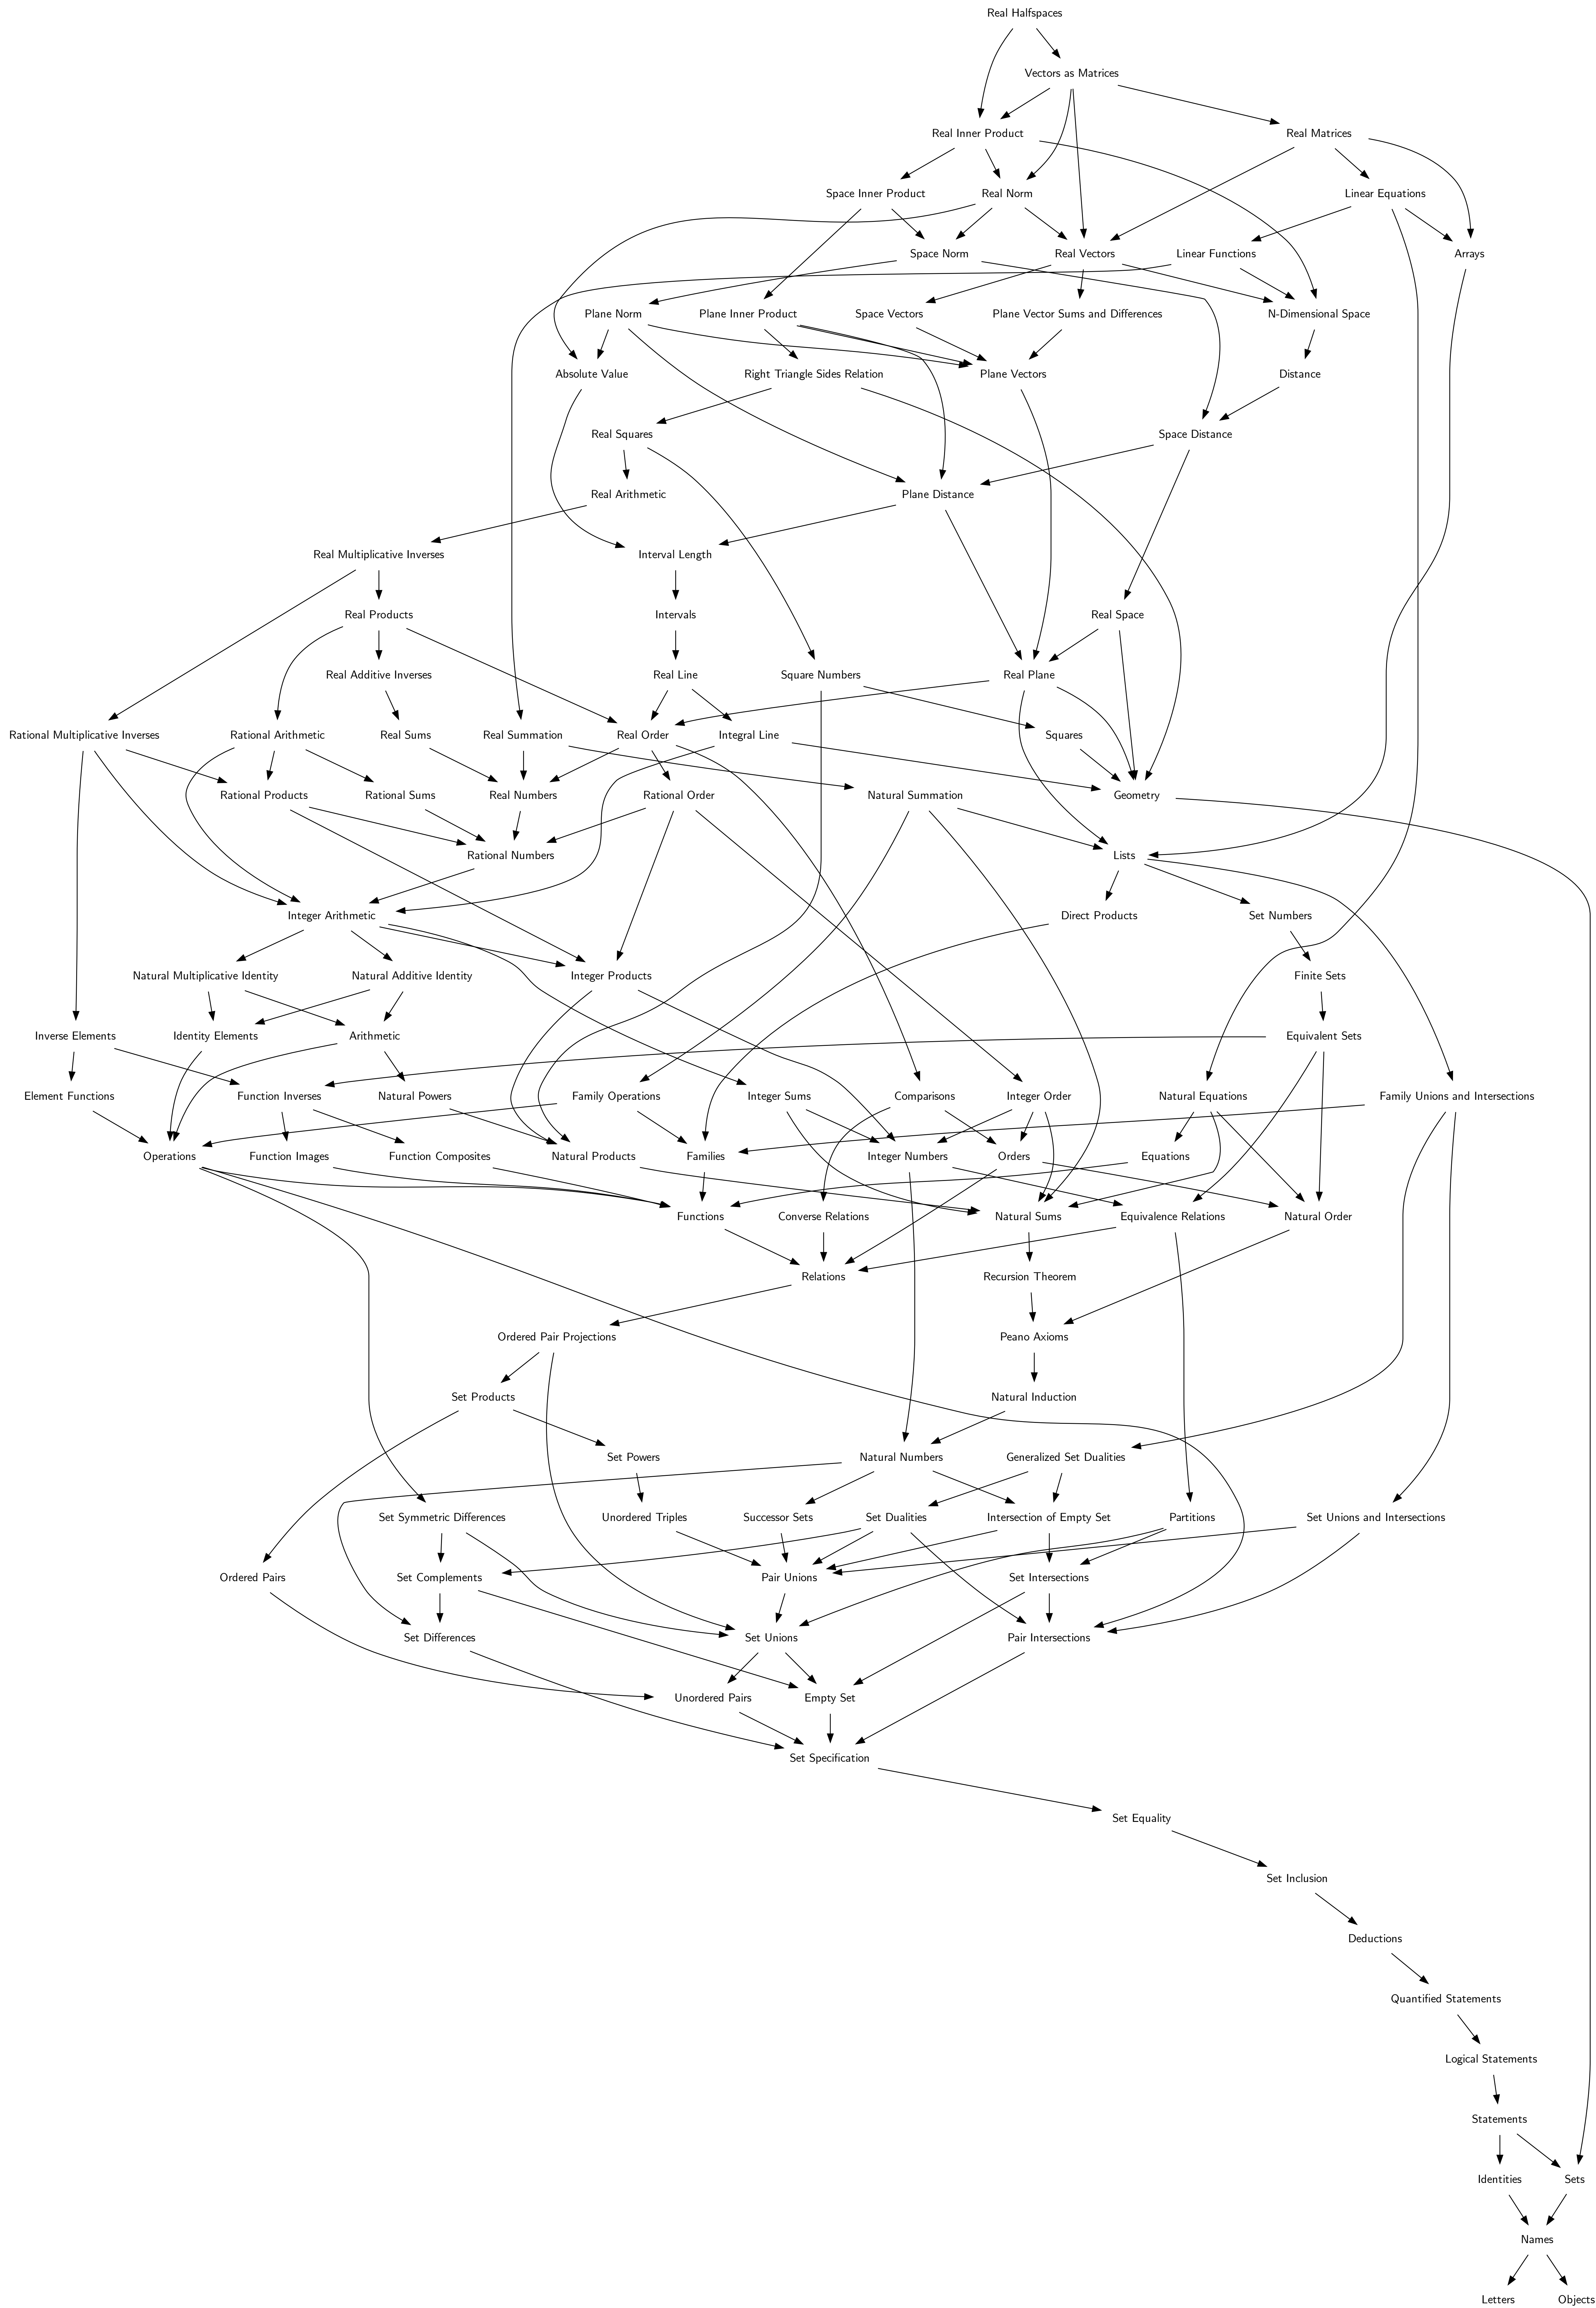 Real Halfspaces
Vectors as Matrices
Real Inner Product
Real Matrices
Space Inner Product
Real Norm
Linear Equations
Space Norm
Real Vectors
Linear Functions
Arrays
Plane Norm
Plane Inner Product
Space Vectors
Plane Vector Sums and Differences
N-Dimensional Space
Absolute Value
Right Triangle Sides Relation
Plane Vectors
Distance
Real Squares
Space Distance
Real Arithmetic
Plane Distance
Real Multiplicative Inverses
Interval Length
Real Products
Intervals
Real Space
Real Additive Inverses
Real Line
Square Numbers
Real Plane
Rational Multiplicative Inverses
Rational Arithmetic
Real Sums
Real Summation
Real Order
Integral Line
Squares
Rational Products
Rational Sums
Real Numbers
Rational Order
Natural Summation
Geometry
Rational Numbers
Lists
Integer Arithmetic
Direct Products
Set Numbers
Natural Multiplicative Identity
Natural Additive Identity
Integer Products
Finite Sets
Inverse Elements
Identity Elements
Arithmetic
Equivalent Sets
Element Functions
Function Inverses
Natural Powers
Family Operations
Integer Sums
Comparisons
Integer Order
Natural Equations
Family Unions and Intersections
Operations
Function Images
Function Composites
Natural Products
Families
Integer Numbers
Orders
Equations
Functions
Converse Relations
Natural Sums
Equivalence Relations
Natural Order
Relations
Recursion Theorem
Ordered Pair Projections
Peano Axioms
Set Products
Natural Induction
Set Powers
Natural Numbers
Generalized Set Dualities
Set Symmetric Differences
Unordered Triples
Successor Sets
Set Dualities
Intersection of Empty Set
Partitions
Set Unions and Intersections
Ordered Pairs
Set Complements
Pair Unions
Set Intersections
Set Differences
Set Unions
Pair Intersections
Unordered Pairs
Empty Set
Set Specification
Set Equality
Set Inclusion
Deductions
Quantified Statements
Logical Statements
Statements
Identities
Sets
Names
Letters
Objects